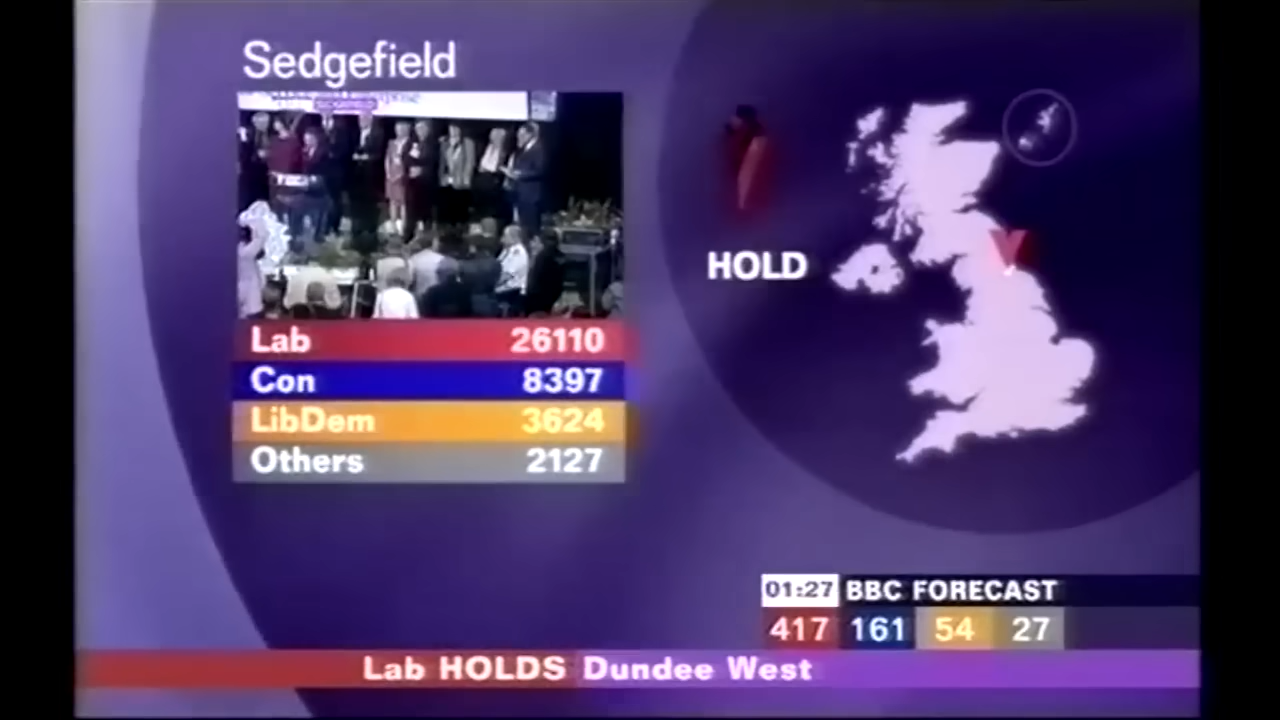 Sedgefield
SEDGEFIELD
Lab 26110
Con 8397
LibDem 3624
Others 2127
HOLD
01:27 BBC FORECAST
417 161 54 27
Lab HOLDS Dundee West